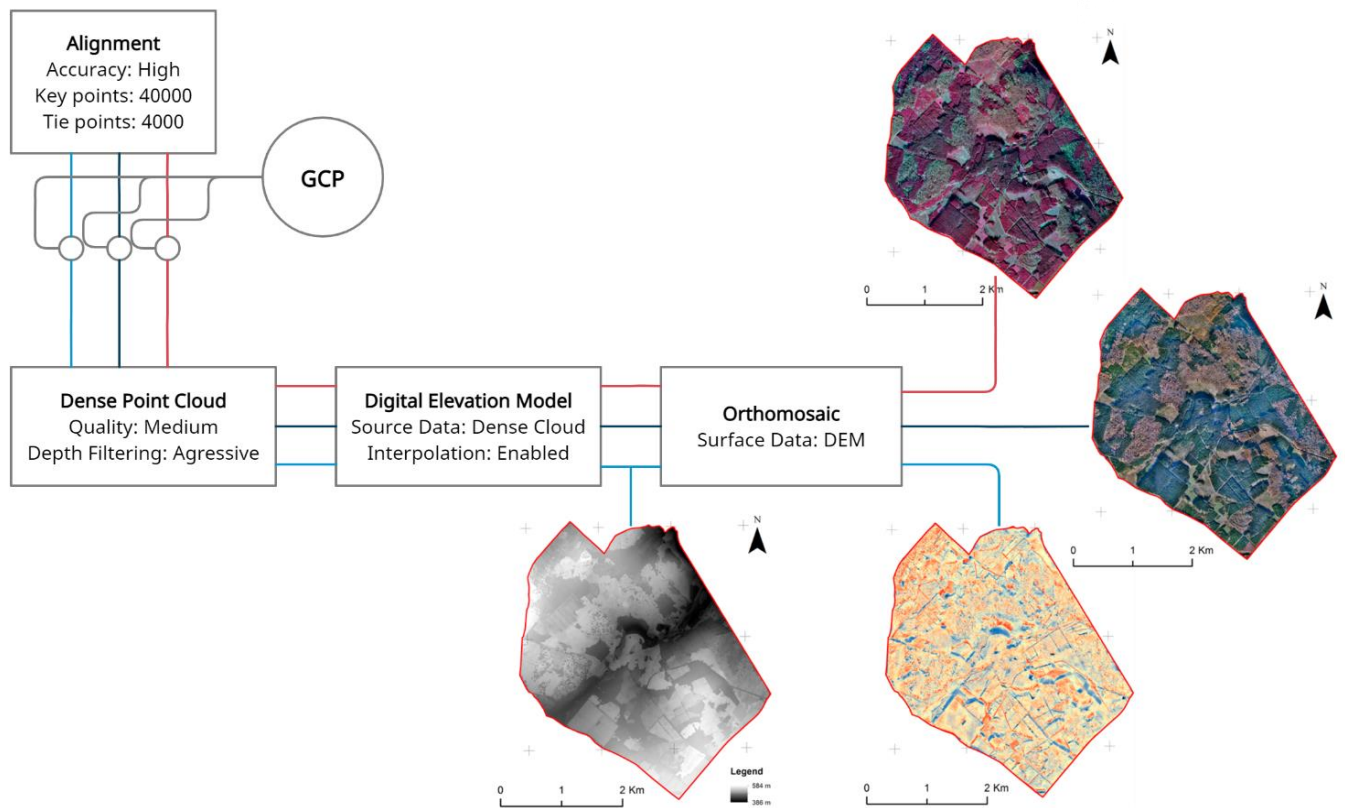 Alignment
Accuracy: High
Key points: 40000
Tie points: 4000
GCP
N
0 1 2 Km
N
0 1 2 Km
Dense Point Cloud
Quality: Medium
Depth Filtering: Agressive
Digital Elevation Model
Source Data: Dense Cloud
Interpolation: Enabled
Orthomosaic
Surface Data: DEM
N
Legend
584 m
386 m
0 1 2 Km
0 1 2 Km